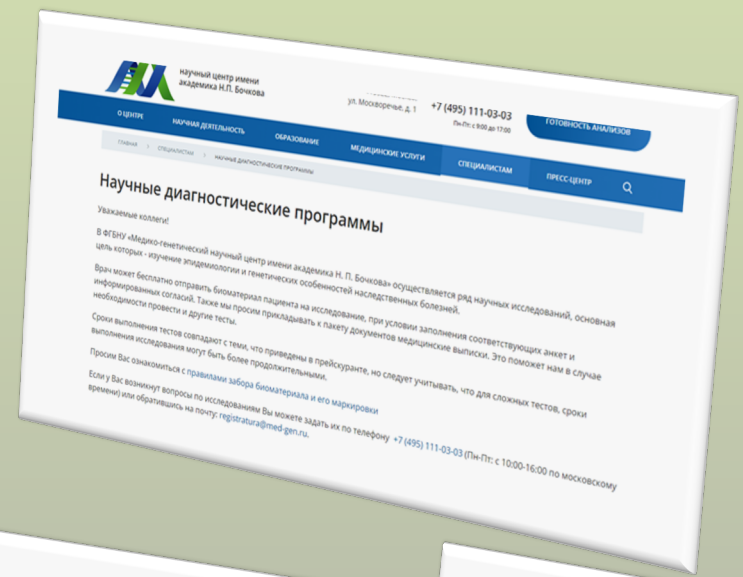 научный центр имени
академика Н.П. Бочкова
ул. Москворечье, д. 1
+7 (495) 111-03-03
Пн-Пт: с 9:00 до 17:00
ГОТОВНОСТЬ АНАЛИЗОВ
О ЦЕНТРЕ НАУЧНАЯ ДЕЯТЕЛЬНОСТЬ ОБРАЗОВАНИЕ МЕДИЦИНСКИЕ УСЛУГИ СПЕЦИАЛИСТАМ ПРЕСС-ЦЕНТР
ГЛАВНАЯ > СПЕЦИАЛИСТАМ > НАУЧНЫЕ ДИАГНОСТИЧЕСКИЕ ПРОГРАММЫ
Научные диагностические программы
Уважаемые коллеги!
В ФГБНУ «Медико-генетический научный центр имени академика Н. П. Бочкова» осуществляется ряд научных исследований, основная
цель которых - изучение эпидемиологии и генетических особенностей наследственных болезней.
Врач может бесплатно отправить биоматериал пациента на исследование, при условии заполнения соответствующих анкет и
информированных согласий. Также мы просим прикладывать к пакету документов медицинские выписки. Это поможет нам в случае
необходимости провести и другие тесты.
Сроки выполнения тестов совпадают с теми, что приведены в прейскуранте, но следует учитывать, что для сложных тестов, сроки
выполнения исследования могут быть более продолжительными.
Просим Вас ознакомиться с правилами забора биоматериала и его маркировки
Если у Вас возникнут вопросы по исследованиям Вы можете задать их по телефону +7 (495) 111-03-03 (Пн-Пт: с 10:00-16:00 по московскому
времени) или обратившись на почту: registratura@med-gen.ru.